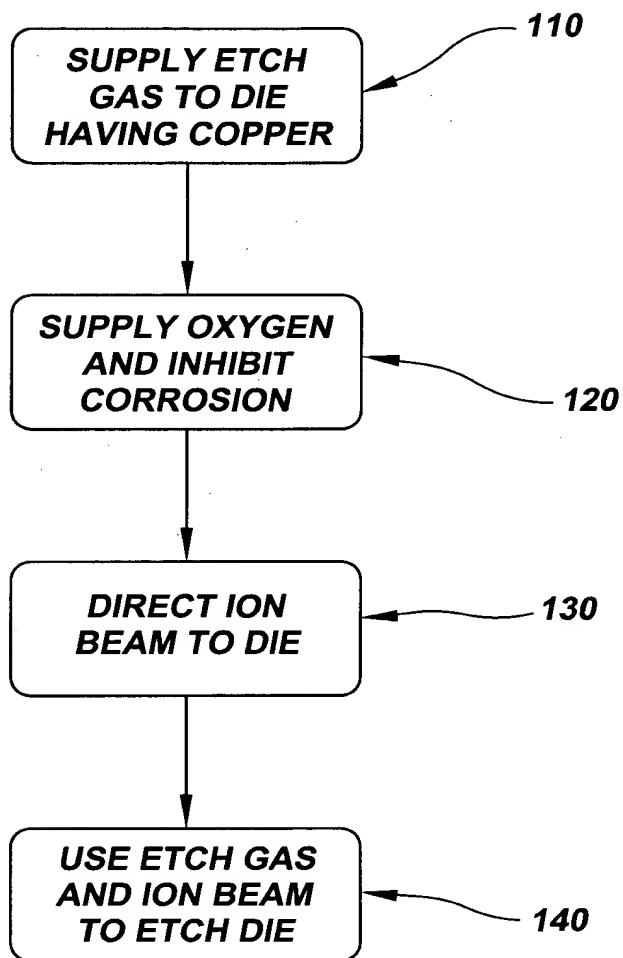 110
SUPPLY ETCH
GAS TO DIE
HAVING COPPER
SUPPLY OXYGEN
AND INHIBIT
CORROSION
120
DIRECT ION
BEAM TO DIE
130
USE ETCH GAS
AND ION BEAM
TO ETCH DIE
140